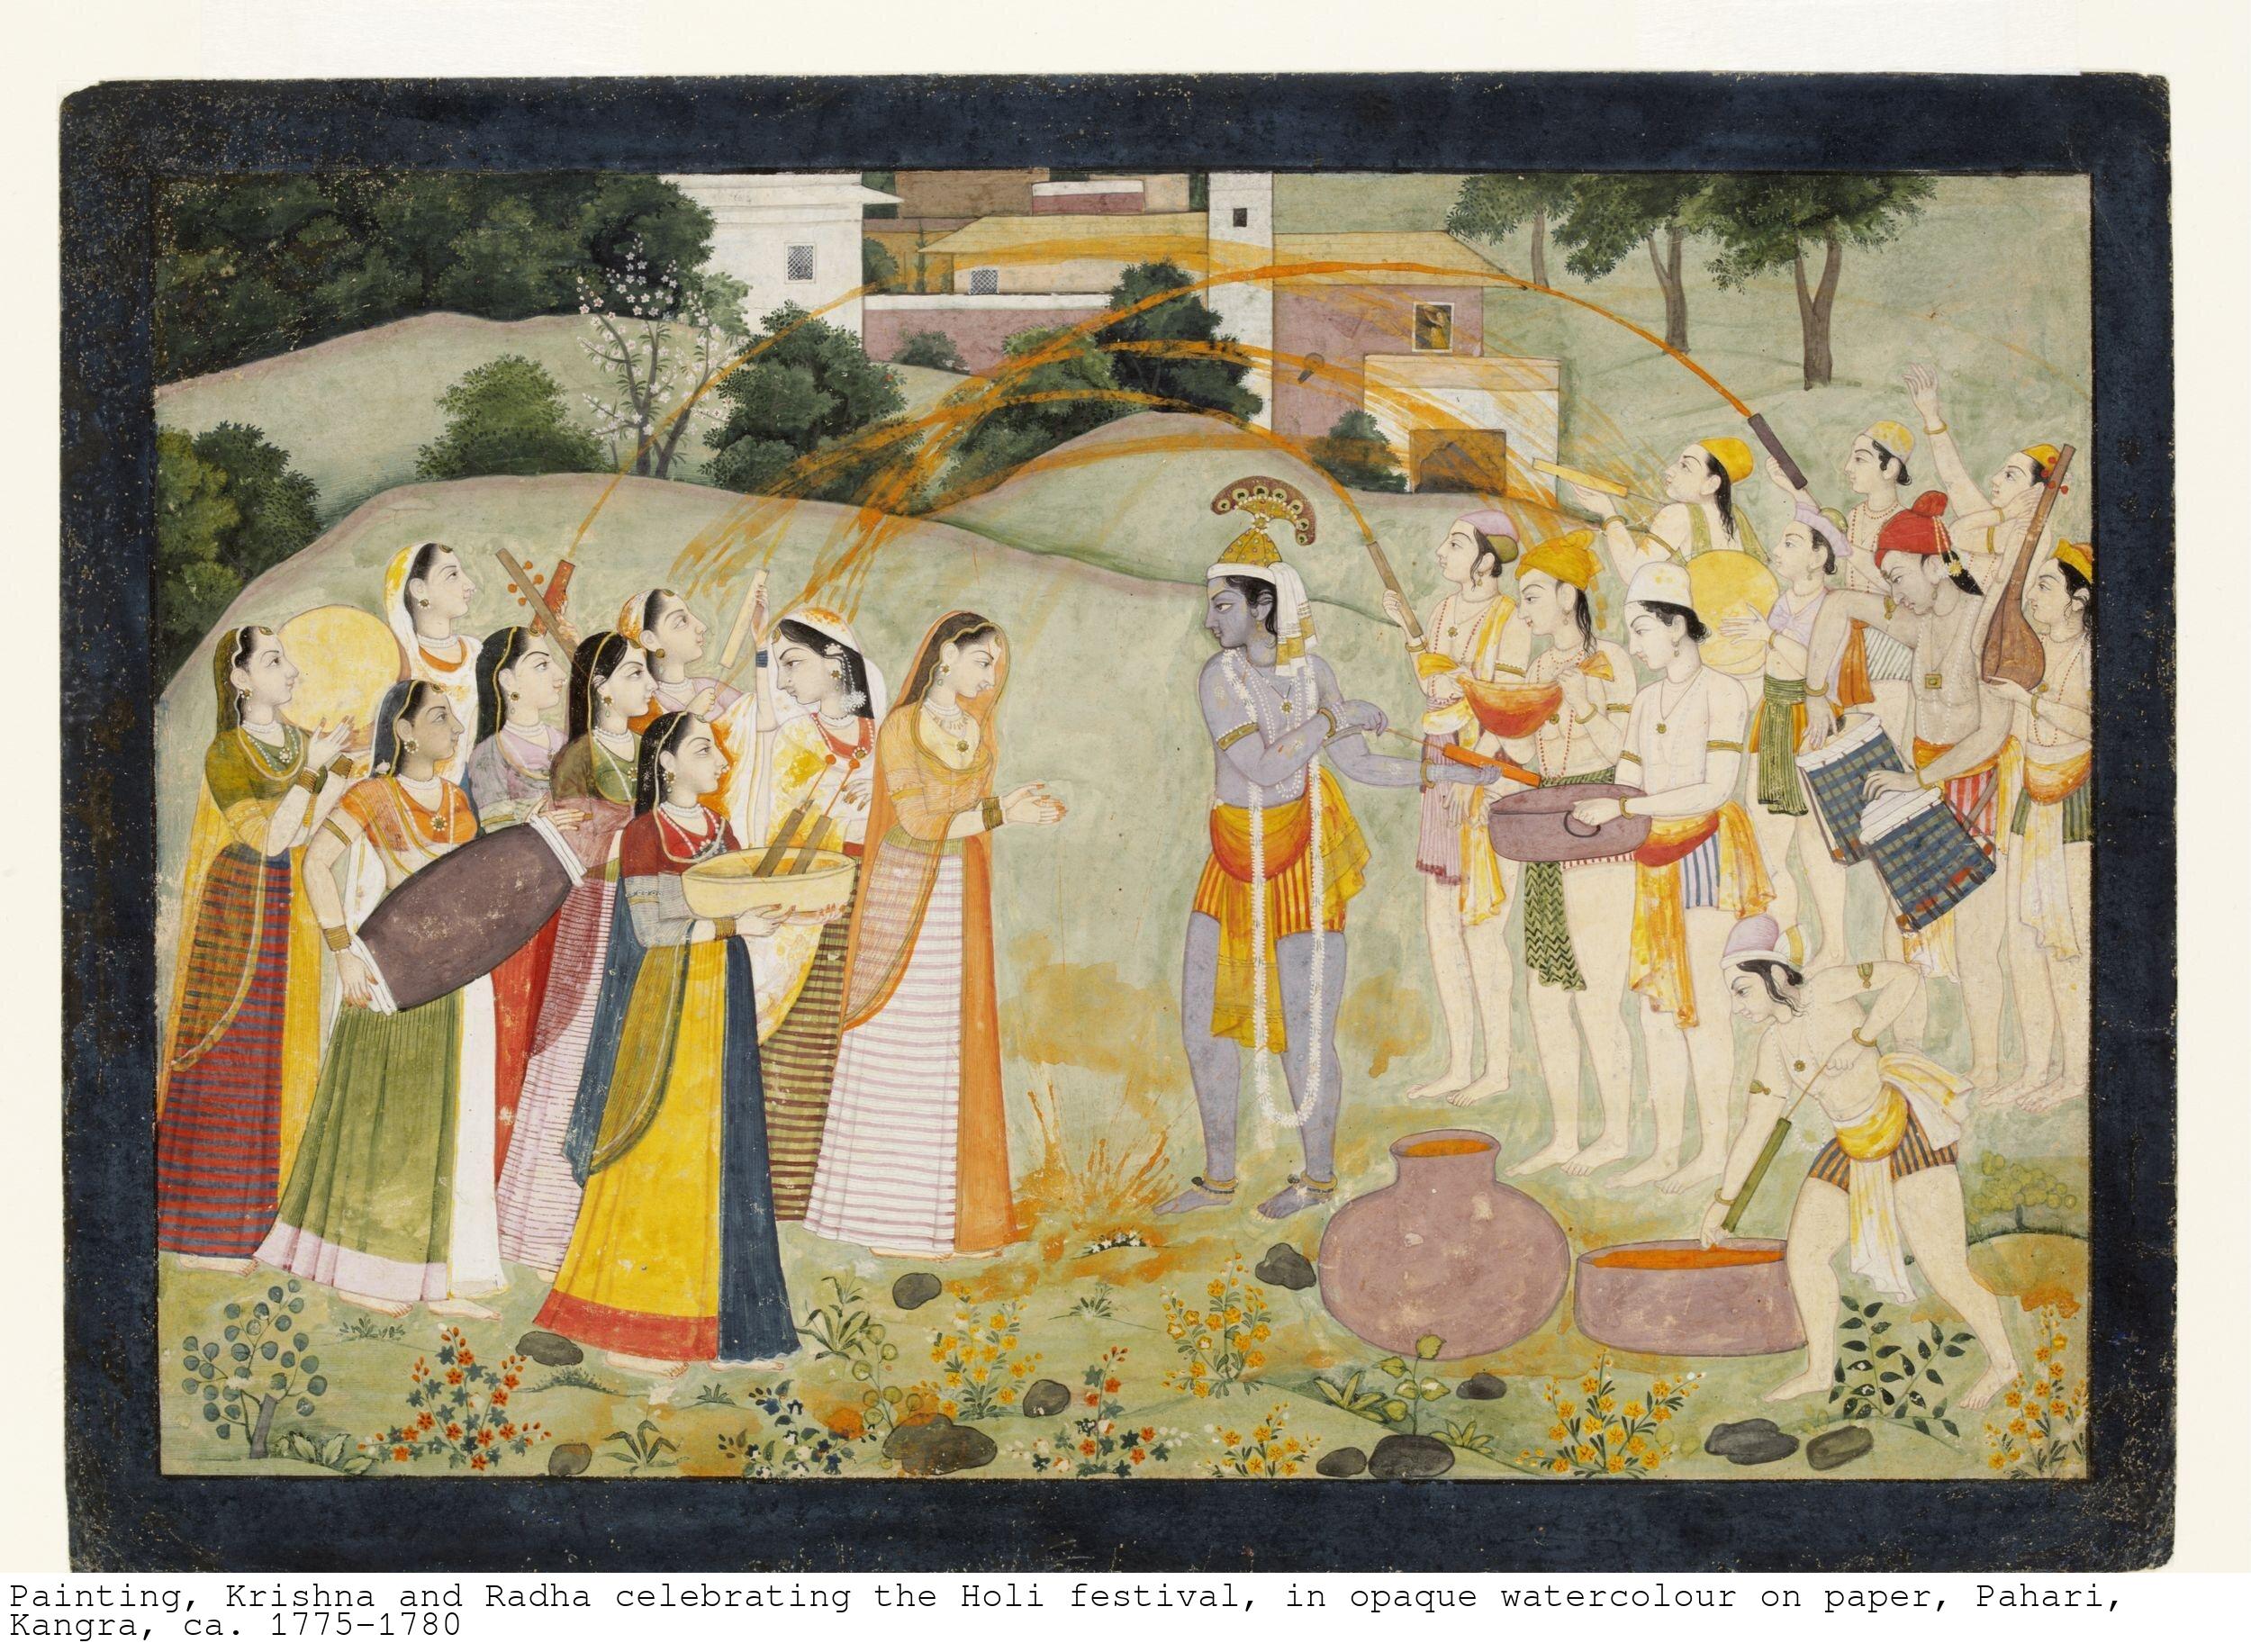 Painting, Krishna and Radha celebrating the Holi festival, in opaque watercolour on paper, Pahari,
Kangra, ca. 1775-1780